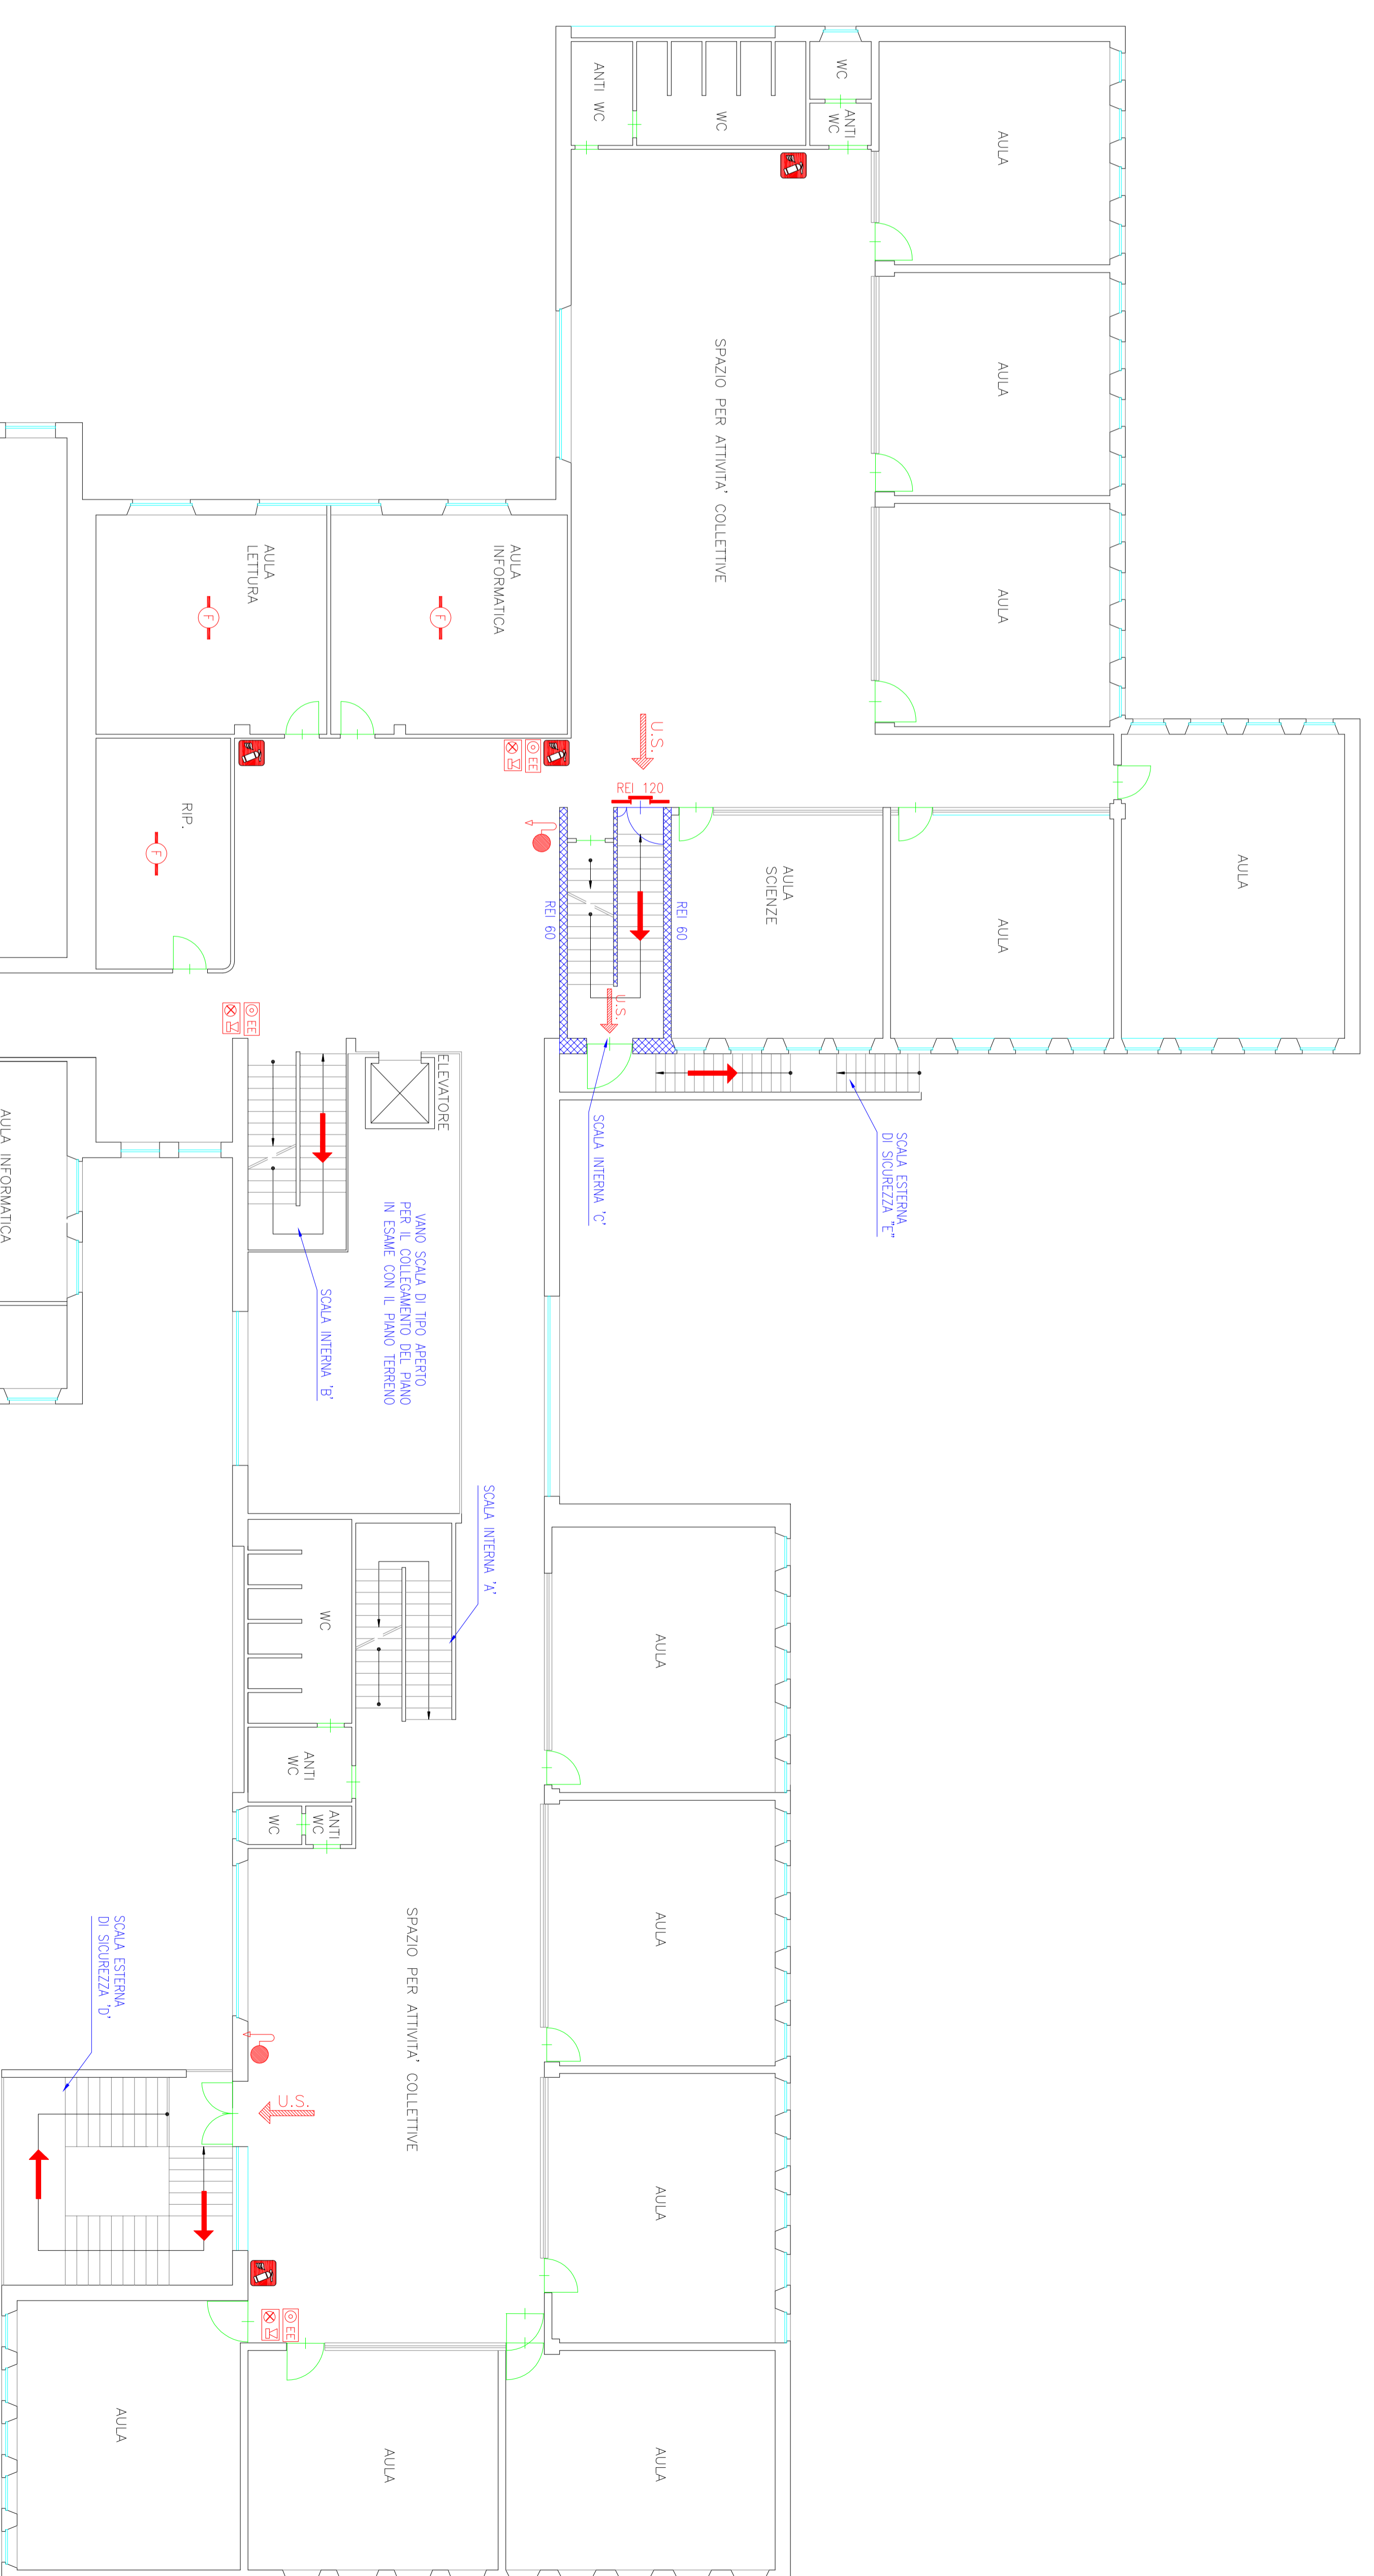 AULA
AULA
AULA
AULA
AULA
AULA
SCIENZE
WC
ANTI
WC
WC
ANTI WC
SPAZIO PER ATTIVITA' COLLETTIVE
U.S.
REI 120
REI 60
REI 60
U.S.
SCALA ESTERNA
DI SICUREZZA "E"
SCALA INTERNA 'C'
AULA
INFORMATICA
F
AULA
LETTURA
F
EE
RIP.
F
EE
ELEVATORE
VANO SCALA DI TIPO APERTO
PER IL COLLEGAMENTO DEL PIANO
IN ESAME CON IL PIANO TERRENO
SCALA INTERNA 'B'
AULA INFORMATICA
SCALA INTERNA 'A'
WC
ANTI
WC
ANTI
WC
WC
AULA
AULA
AULA
AULA
SPAZIO PER ATTIVITA' COLLETTIVE
U.S.
SCALA ESTERNA
DI SICUREZZA 'D'
EE
AULA
AULA